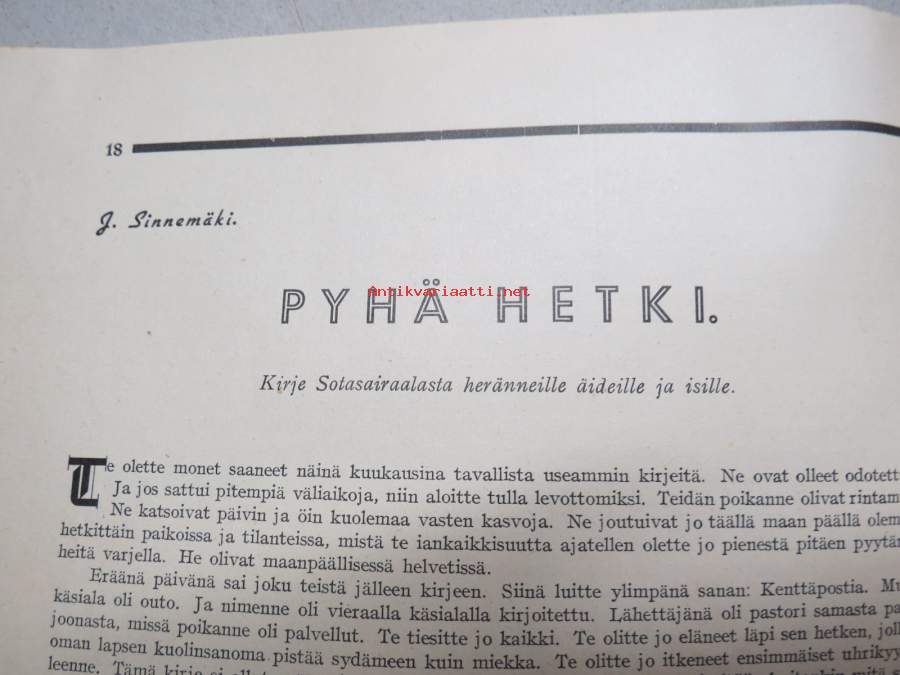 18
J. Sinnemäki.
PYHÄ HETKI.
Antikvariaatti.net
Kirje Sotasairaalasta heränneille äideille ja isille.
Te olette monet saaneet näinä kuukausina tavallista useammin kirjeitä. Ne ovat olleet odotett
Ja jos sattui pitempiä väliaikoja, niin aloitte tulla levottomiksi. Teidän poikanne olivat rintam
Ne katsoivat päivin ja öin kuolemaa vasten kasvoja. Ne joutuivat jo täällä maan päällä olem
hetkittäin paikoissa ja tilanteissa, mistä te iankaikkisuutta ajatellen olette jo pienestä pitäen pyytän
heitä varjella. He olivat maanpäällisessä helvetissä.
Eräänä päivänä sai joku teistä jälleen kirjeen. Siinä luitte ylimpänä sanan: Kenttäpostia. Mu
käsiala oli outo. Ja nimenne oli vieraalla käsialalla kirjoitettu. Lähettäjänä oli pastori samasta pa
joonasta, missä poikanne oli palvellut. Te tiesitte jo kaikki. Te olitte jo eläneet läpi sen hetken, joll
oman lapsen kuolinsanoma pistää sydämeen kuin miekka. Te olitte jo itkeneet ensimmäiset uhrikyy
leenne. Tämä kirje